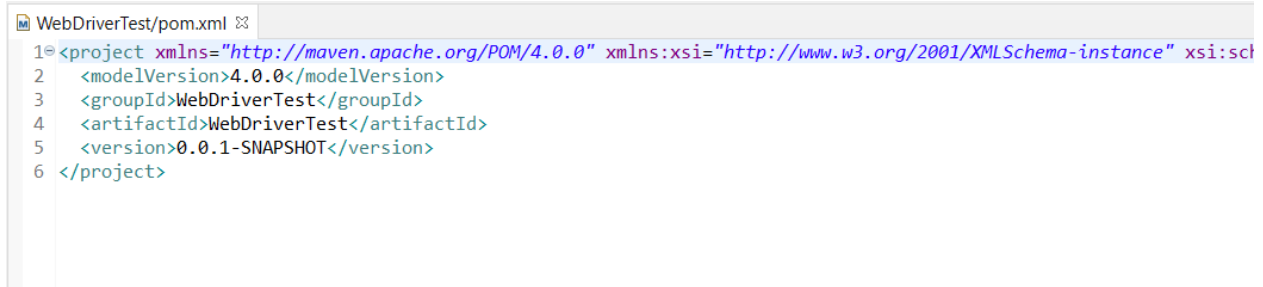 WebDriverTest/pom.xml
1 <project xmlns="http://maven.apache.org/POM/4.0.0" xmlns:xsi="http://www.w3.org/2001/XMLSchema-instance" xsi:sch
2 <modelVersion>4.0.0</modelVersion>
3 <groupId>WebDriverTest</groupId>
4 <artifactId>WebDriverTest</artifactId>
5 <version>0.0.1-SNAPSHOT</version>
6 </project>